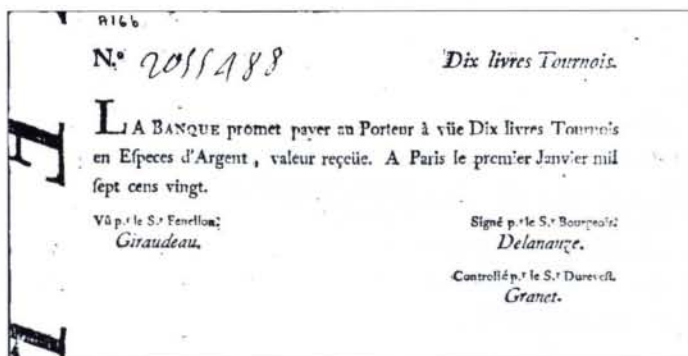 A166
N.º 2055488 Dix livres Tournois.
LA BANQUE promet payer au Porteur à vüe Dix livres Tournois
en Eſpeces d'Argent, valeur reçeüe. A Paris le premier Janvier mil
ſept cens vingt.
Vû p.r le S.r Fenellon: Signé p.r le S.r Bourgeois:
Giraudeau. Delanauze.
Controllé p.r le S.r Dureveſt.
Granet.